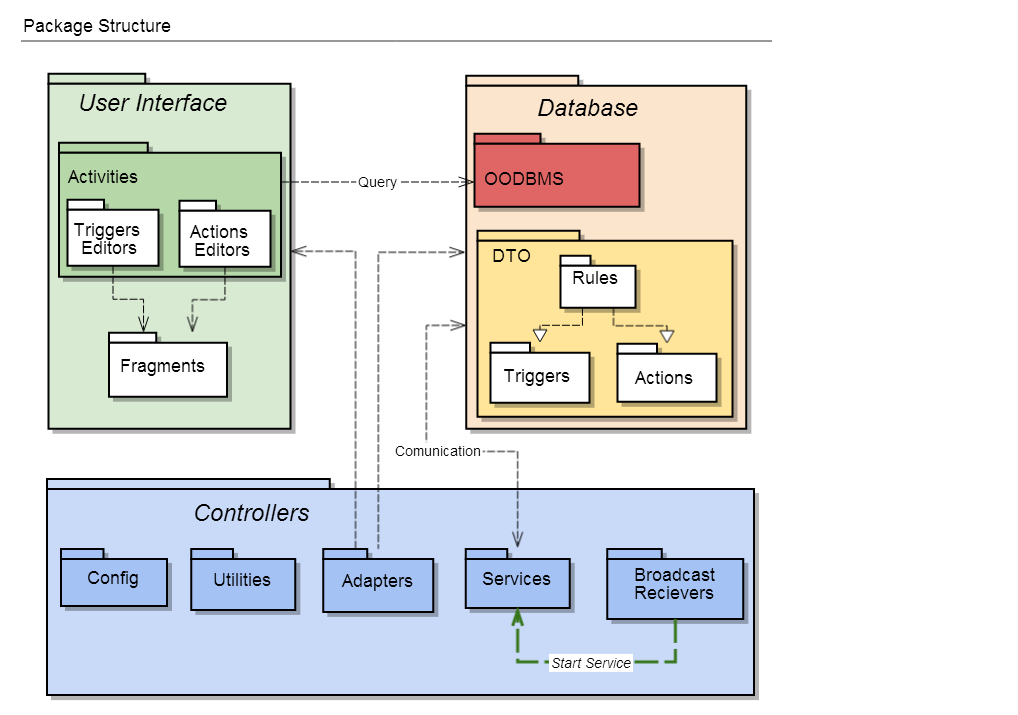 Package Structure
User Interface
Database
Activities
Triggers
Editors
Actions
Editors
Query
OODBMS
DTO
Rules
Fragments
Triggers
Actions
Comunication
Controllers
Config
Utilities
Adapters
Services
Broadcast
Recievers
Start Service